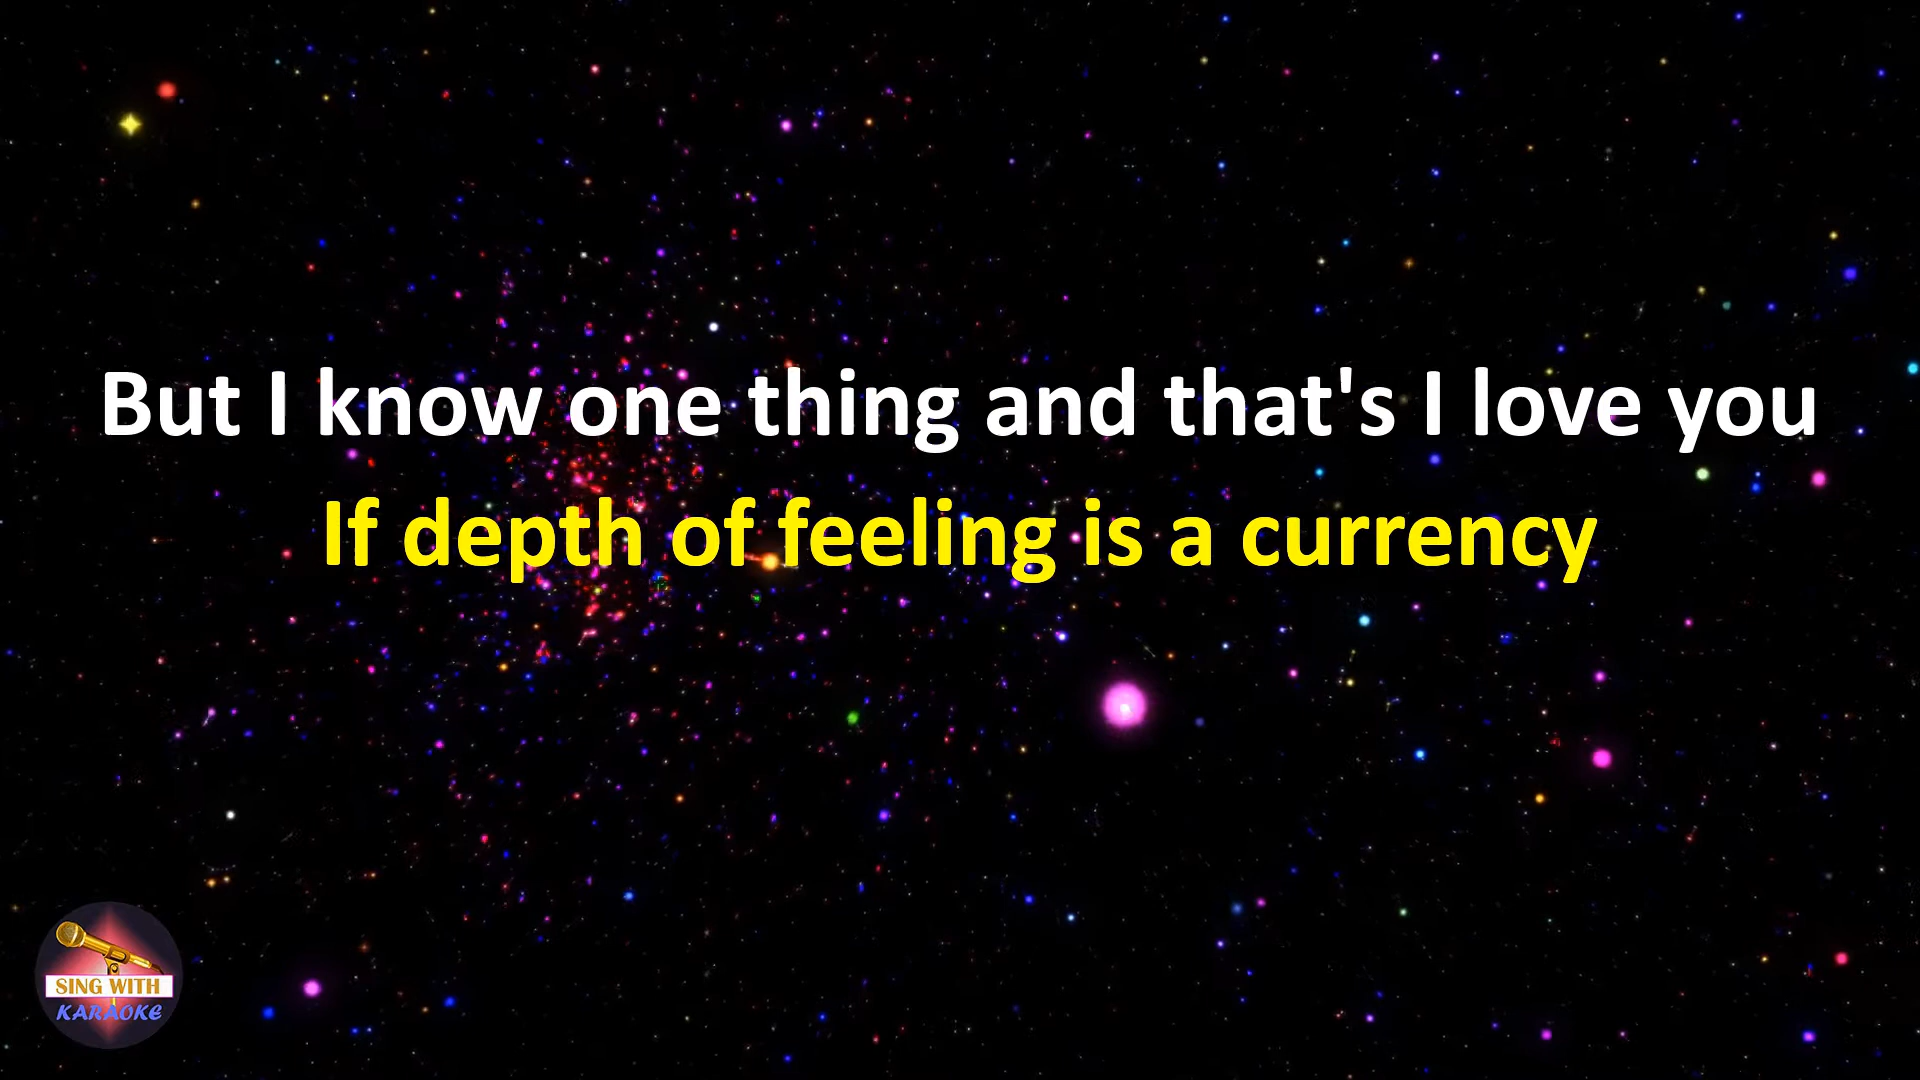 But I know one thing and that's I love you
If depth of feeling is a currency
SING WITH
KARAOKE